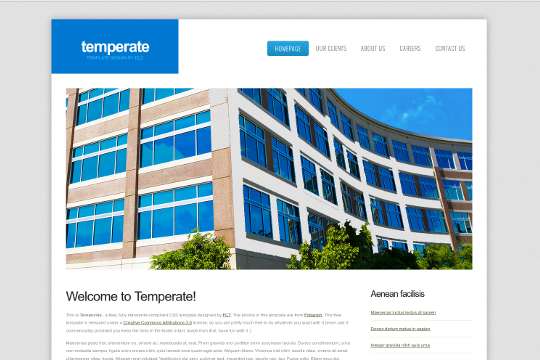 temperate
TEMPLATE DESIGN BY FCT
HOMEPAGE
OUR CLIENTS
ABOUT US
CAREERS
CONTACT US
Welcome to Temperate!
This is Temperate , a free, fully standards-compliant CSS template designed by FCT. The photos in this template are from Fotogrph. This free
template is released under a Creative Commons Attributions 3.0 license, so you are pretty much free to do whatever you want with it (even use it
commercially) provided you keep the links in the footer intact. Aside from that, have fun with it :)
Aenean facilisis
Maecenas luctus lectus at sapien
Donec dictum metus in sapien
Integer gravida nibh quis urna